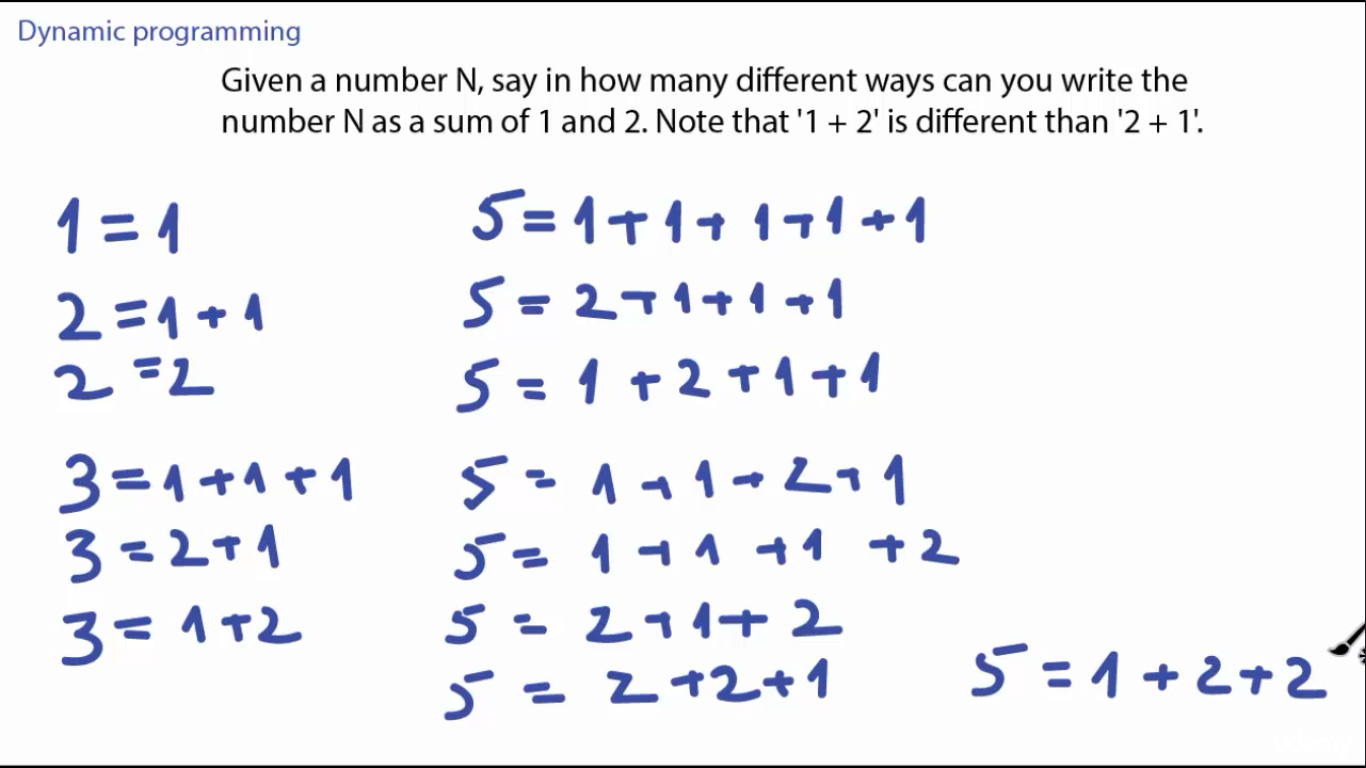 Dynamic programming
Given a number N, say in how many different ways can you write the
number N as a sum of 1 and 2. Note that '1 + 2' is different than '2 + 1'.
1 = 1
2 = 1 + 1
2 = 2
3 = 1 + 1 + 1
3 = 2 + 1
3 = 1 + 2
5 = 1 + 1 + 1 + 1 + 1
5 = 2 + 1 + 1 + 1
5 = 1 + 2 + 1 + 1
5 = 1 + 1 + 2 + 1
5 = 1 + 1 + 1 + 2
5 = 2 + 1 + 2
5 = 2 + 2 + 1
5 = 1 + 2 + 2
udemy